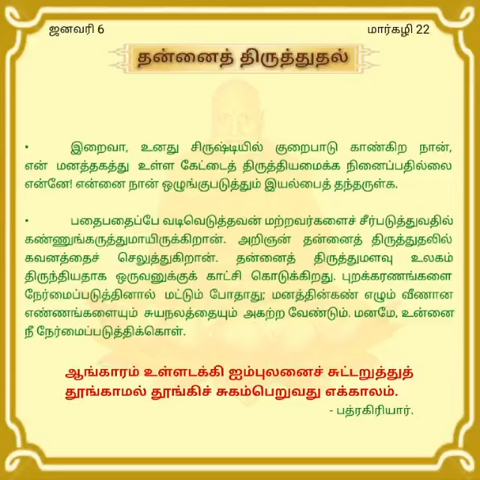 ஜனவரி 6 மார்கழி 22
தன்னைத் திருத்துதல்
• இறைவா, உனது சிருஷ்டியில் குறைபாடு காண்கிற நான்,
என் மனத்தகத்து உள்ள கேட்டைத் திருத்தியமைக்க நினைப்பதில்லை
என்னே! என்னை நான் ஒழுங்குபடுத்தும் இயல்பைத் தந்தருள்க.
• பதைபதைப்பே வடிவெடுத்தவன் மற்றவர்களைச் சீர்படுத்துவதில்
கண்ணுங்கருத்துமாயிருக்கிறான். அறிஞன் தன்னைத் திருத்துதலில்
கவனத்தைச் செலுத்துகிறான். தன்னைத் திருத்துமளவு உலகம்
திருந்தியதாக ஒருவனுக்குக் காட்சி கொடுக்கிறது. புறக்கரணங்களை
நேர்மைப்படுத்தினால் மட்டும் போதாது; மனத்தின்கண் எழும் வீணான
எண்ணங்களையும் சுயநலத்தையும் அகற்ற வேண்டும். மனமே, உன்னை
நீ நேர்மைபடுத்திக்கொள்.
ஆங்காரம் உள்ளடக்கி ஐம்புலனைச் சுட்டறுத்துத்
தூங்காமல் தூங்கிச் சுகம்பெறுவது எக்காலம்.
- பத்ரகிரியார்.